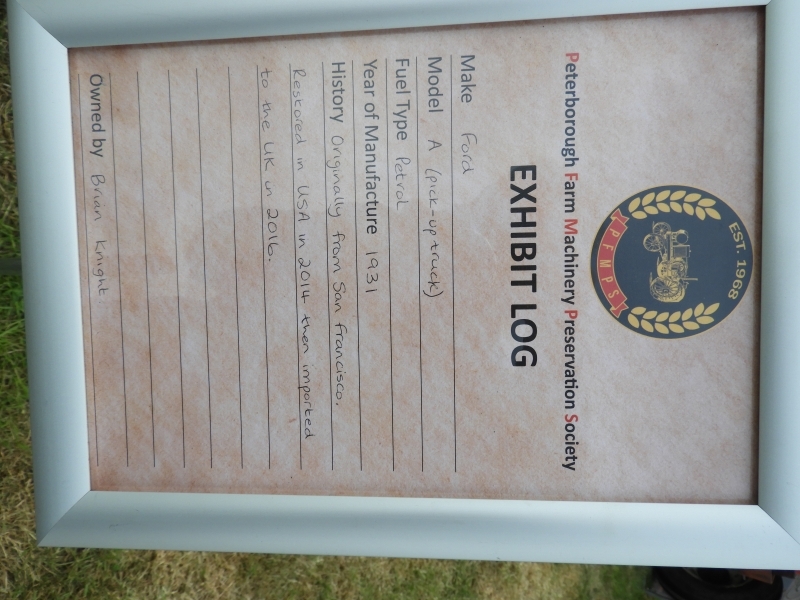 EST. 1968
PFMPS
Peterborough Farm Machinery Preservation Society
EXHIBIT LOG
Make Ford
Model A (pick-up truck)
Fuel Type Petrol
Year of Manufacture 1931
History Originally from San Francisco.
Restored in USA in 2014 then imported
to the UK in 2016.
Owned by Brian Knight